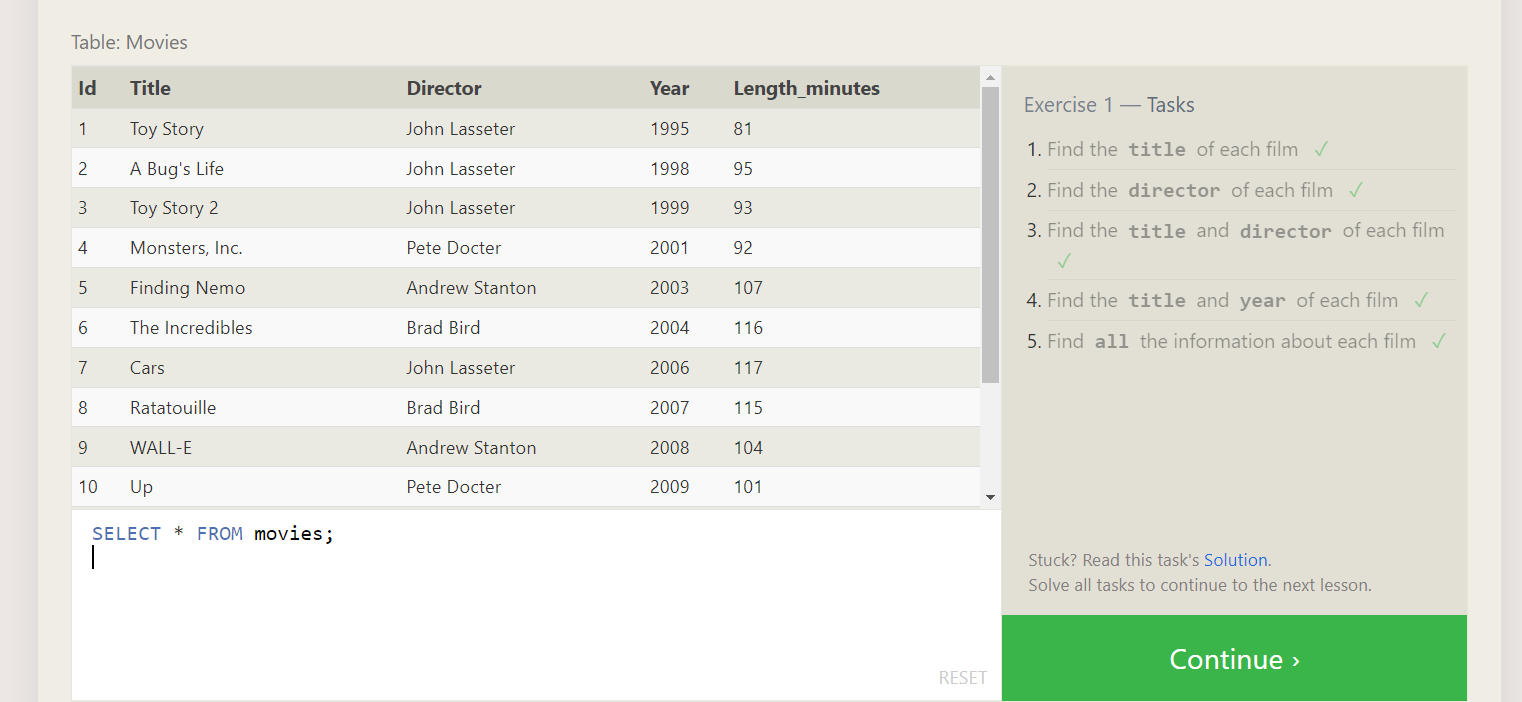 Table: Movies
Id Title Director Year Length_minutes
1 Toy Story John Lasseter 1995 81
2 A Bug's Life John Lasseter 1998 95
3 Toy Story 2 John Lasseter 1999 93
4 Monsters, Inc. Pete Docter 2001 92
5 Finding Nemo Andrew Stanton 2003 107
6 The Incredibles Brad Bird 2004 116
7 Cars John Lasseter 2006 117
8 Ratatouille Brad Bird 2007 115
9 WALL-E Andrew Stanton 2008 104
10 Up Pete Docter 2009 101
SELECT * FROM movies;
RESET
Exercise 1 — Tasks
1. Find the title of each film ✓
2. Find the director of each film ✓
3. Find the title and director of each film
✓
4. Find the title and year of each film ✓
5. Find all the information about each film ✓
Stuck? Read this task's Solution.
Solve all tasks to continue to the next lesson.
Continue ›